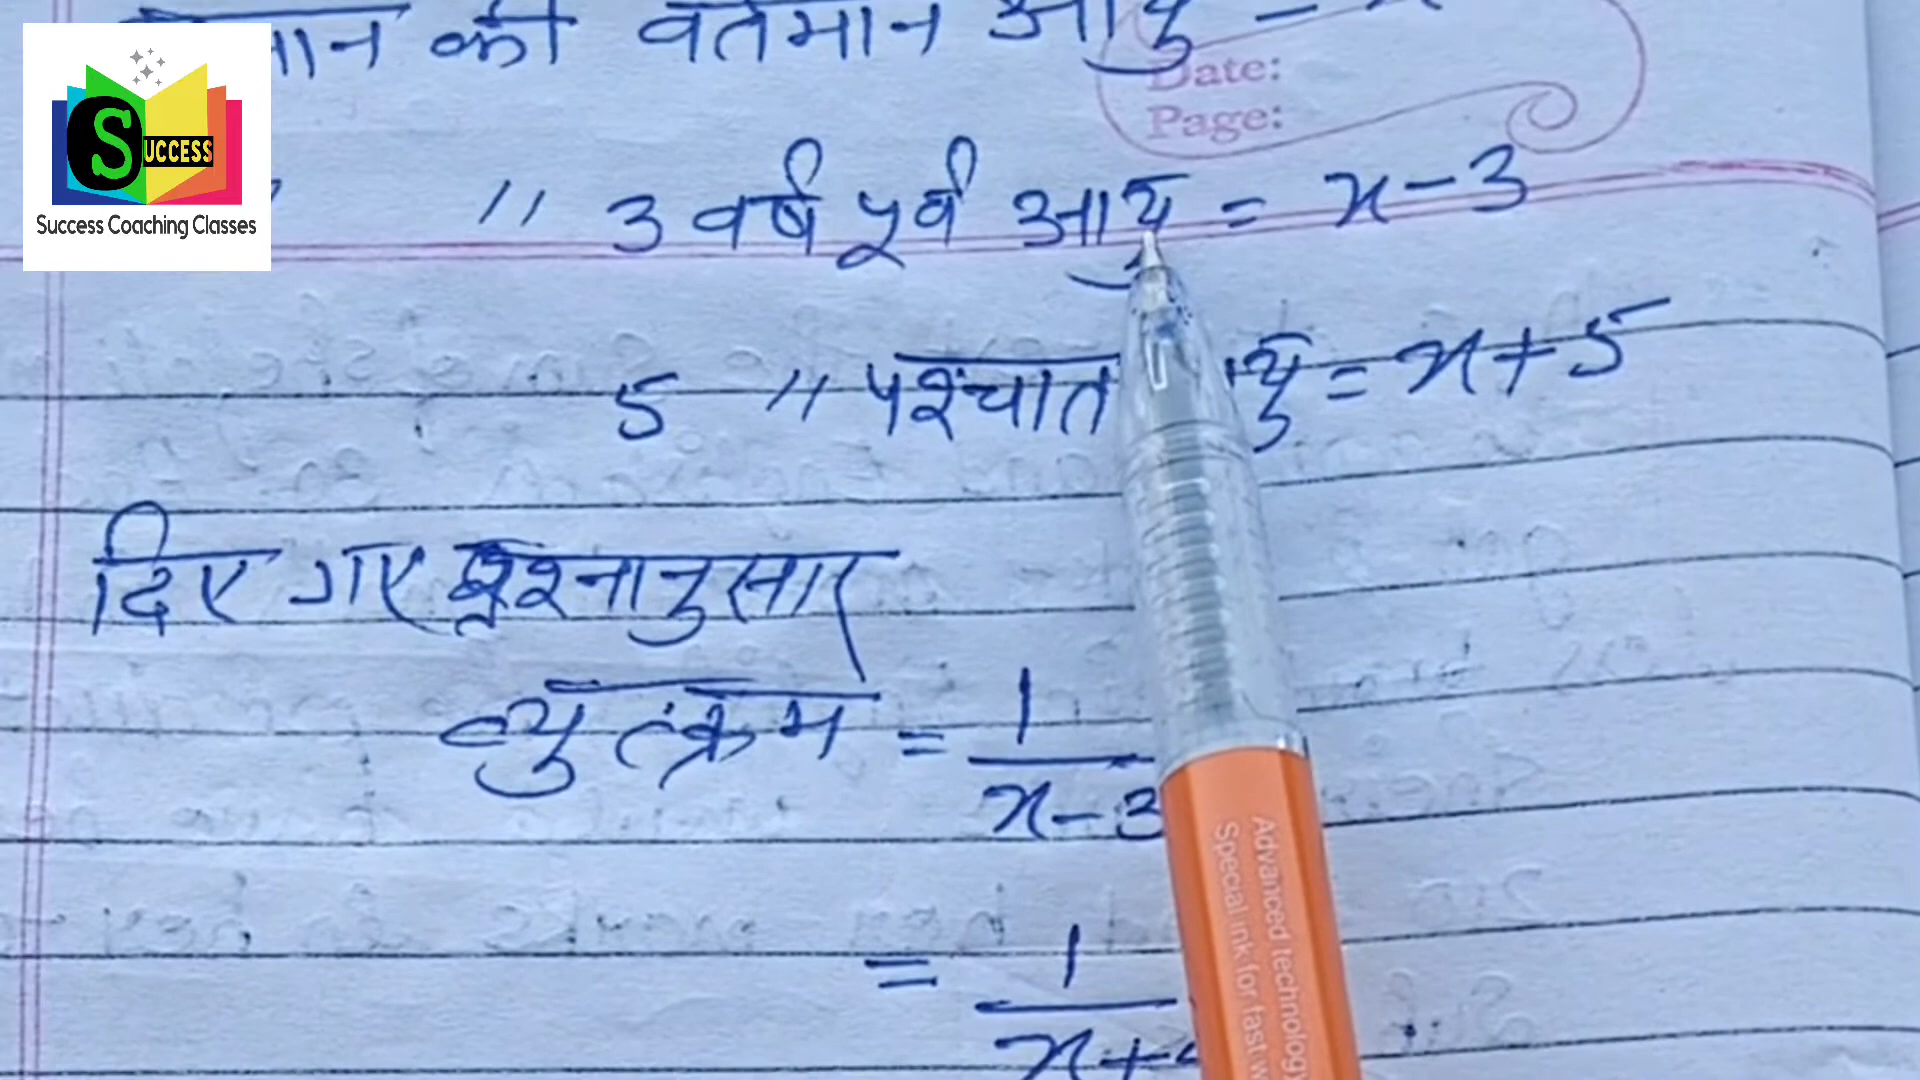 की वर्तमान आयु =
Date:
Page:
SUCCESS
Success Coaching Classes
" 3 वर्ष पूर्व आयु = x - 3
5 " पश्चात = x + 5
दिए गए प्रश्नानुसार
व्युत्क्रम = 1
x - 3
= 1
x +
Advanced technology
Special ink for fast